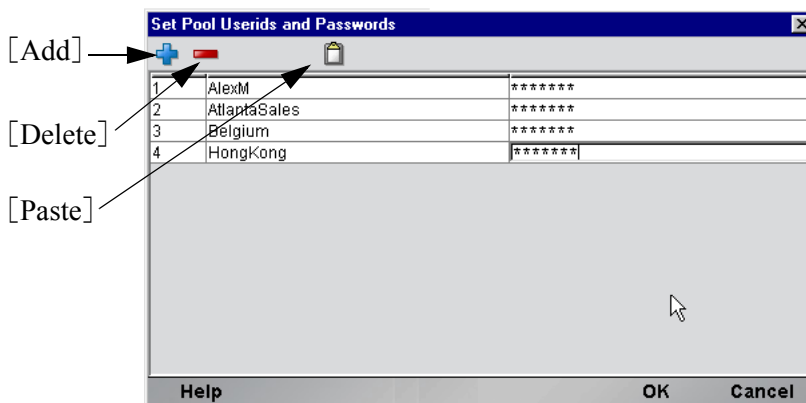 Set Pool Userids and Passwords
[Add]
[Delete]
[Paste]
1 AlexM *******
2 AtlantaSales *******
3 Belgium *******
4 HongKong *******
Help OK Cancel